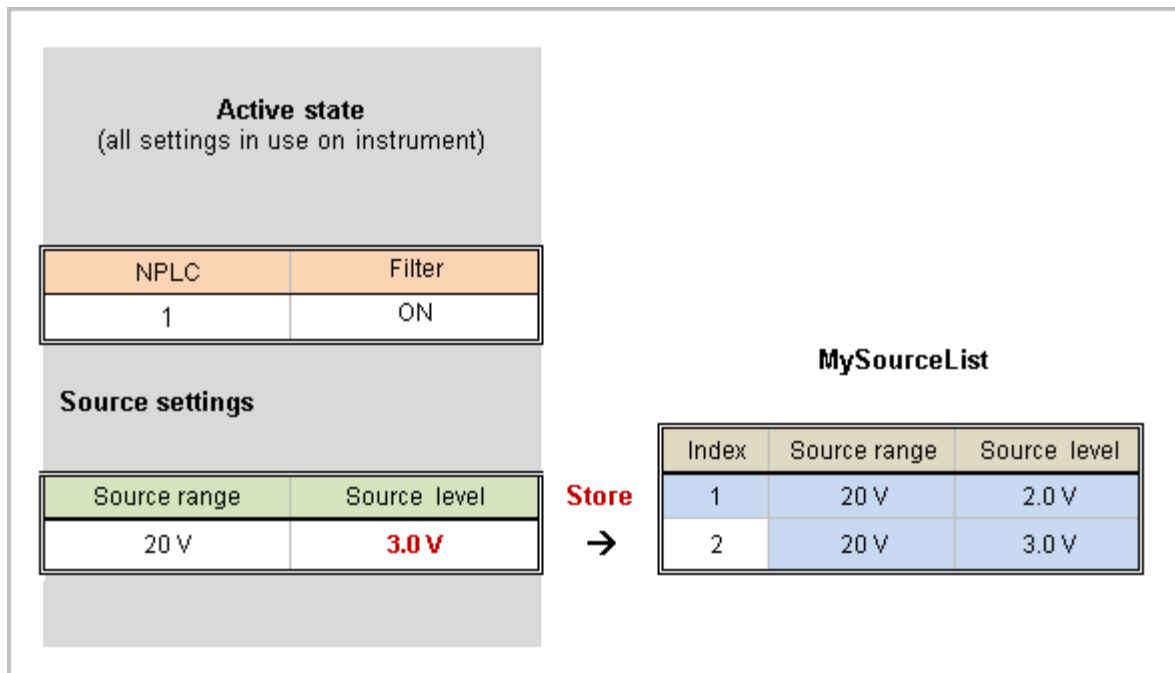 Active state
(all settings in use on instrument)
NPLC Filter
1 ON
MySourceList
Source settings
Index Source range Source level
Source range Source level Store 1 20 V 2.0 V
20 V 3.0 V → 2 20 V 3.0 V